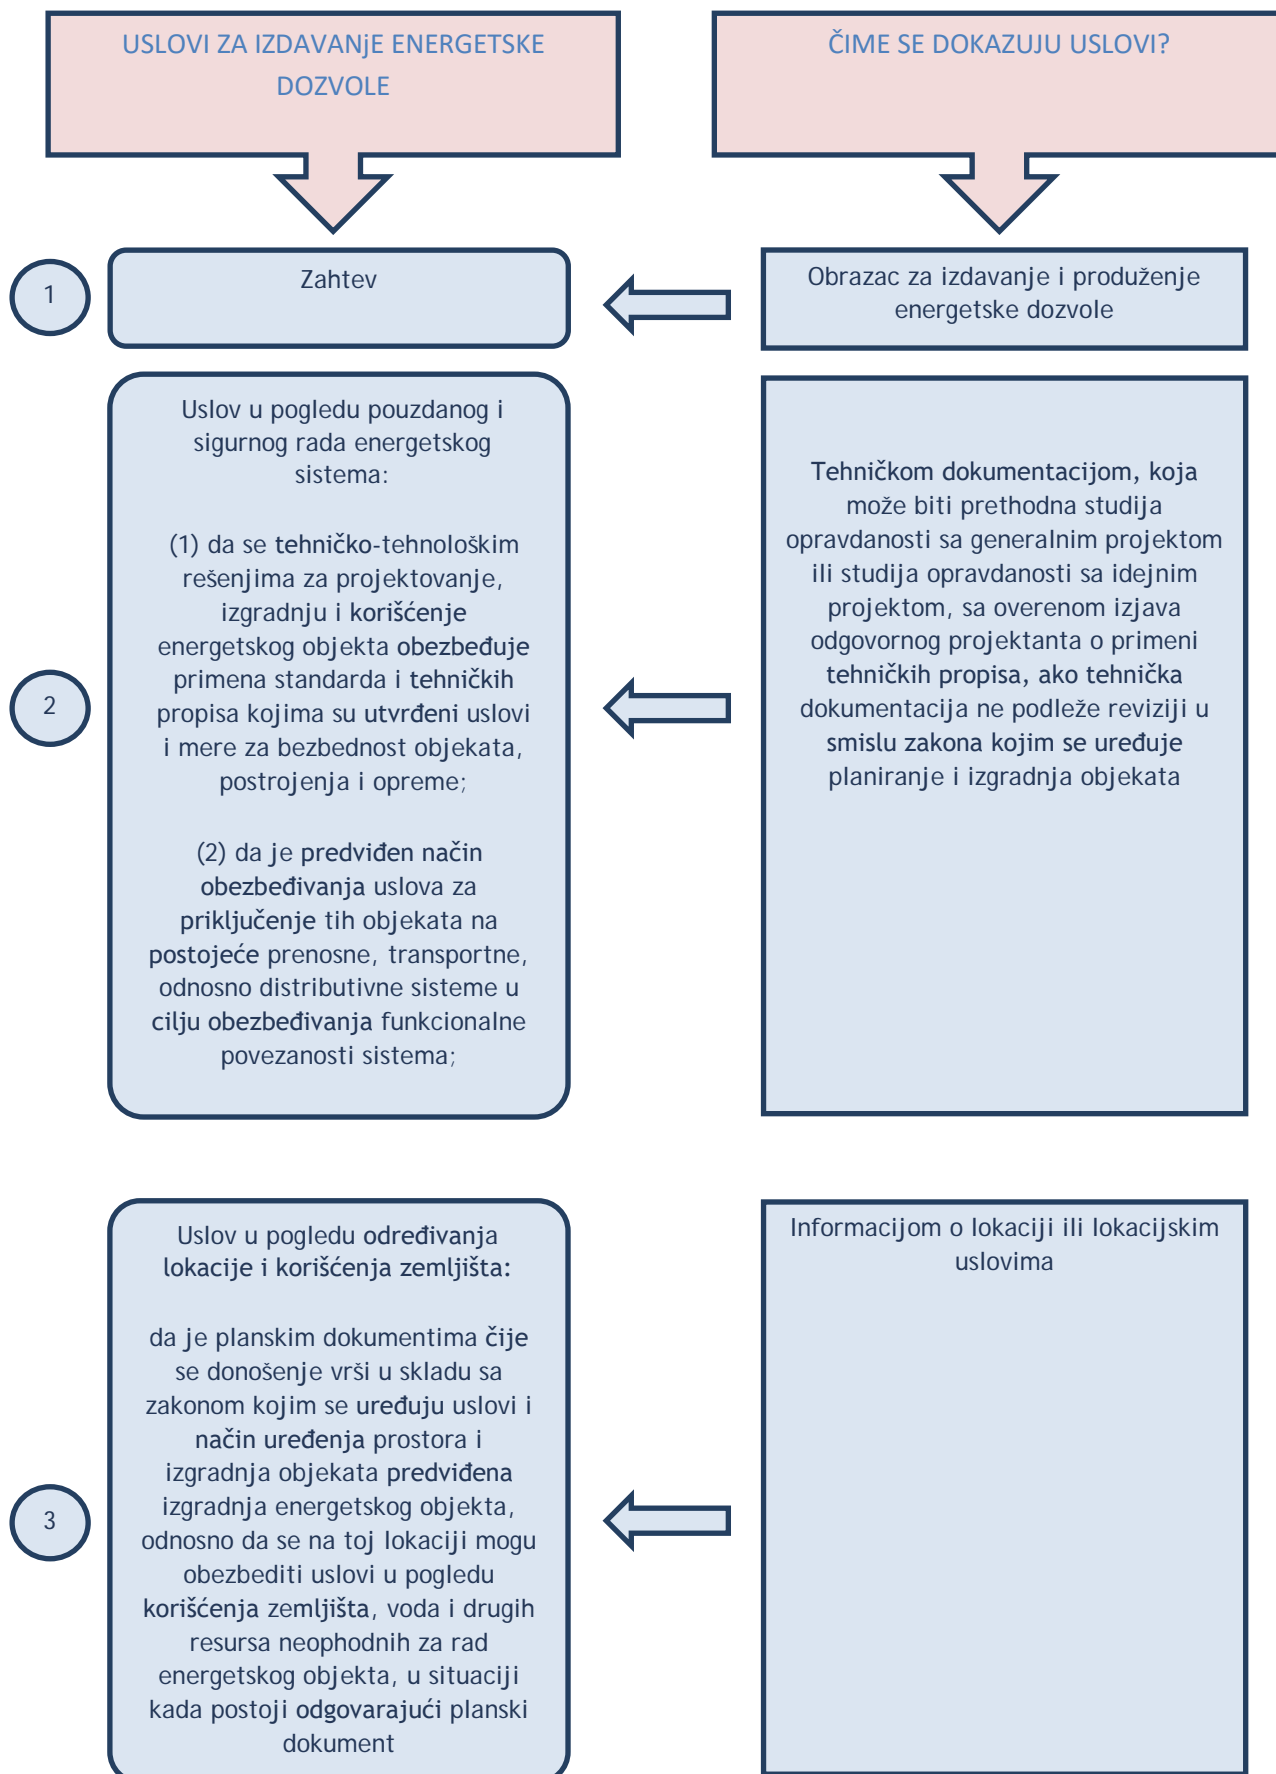 USLOVI ZA IZDAVANjE ENERGETSKE
DOZVOLE
ČIME SE DOKAZUJU USLOVI?
1
Zahtev
Obrazac za izdavanje i produženje
energetske dozvole
2
Uslov u pogledu pouzdanog i
sigurnog rada energetskog
sistema:
(1) da se tehničko-tehnološkim
rešenjima za projektovanje,
izgradnju i korišćenje
energetskog objekta obezbeđuje
primena standarda i tehničkih
propisa kojima su utvrđeni uslovi
i mere za bezbednost objekata,
postrojenja i opreme;
(2) da je predviđen način
obezbeđivanja uslova za
priključenje tih objekata na
postojeće prenosne, transportne,
odnosno distributivne sisteme u
cilju obezbeđivanja funkcionalne
povezanosti sistema;
Tehničkom dokumentacijom, koja
može biti prethodna studija
opravdanosti sa generalnim projektom
ili studija opravdanosti sa idejnim
projektom, sa overenom izjava
odgovornog projektanta o primeni
tehničkih propisa, ako tehnička
dokumentacija ne podleže reviziji u
smislu zakona kojim se uređuje
planiranje i izgradnja objekata
3
Uslov u pogledu određivanja
lokacije i korišćenja zemljišta:
da je planskim dokumentima čije
se donošenje vrši u skladu sa
zakonom kojim se uređuju uslovi i
način uređenja prostora i
izgradnja objekata predviđena
izgradnja energetskog objekta,
odnosno da se na toj lokaciji mogu
obezbediti uslovi u pogledu
korišćenja zemljišta, voda i drugih
resursa neophodnih za rad
energetskog objekta, u situaciji
kada postoji odgovarajući planski
dokument
Informacijom o lokaciji ili lokacijskim
uslovima